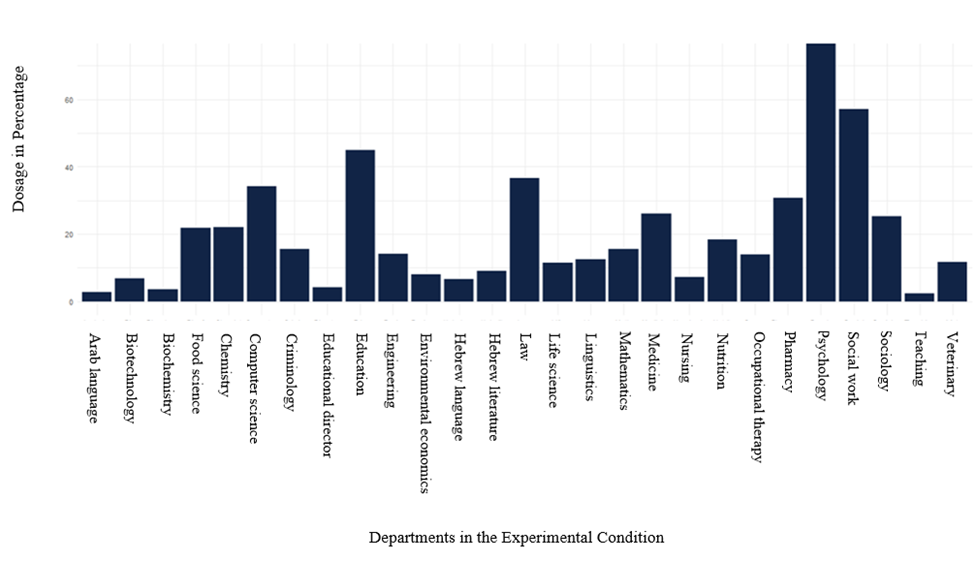 Dosage in Percentage
60
40
20
0
Arab language
Biotechnology
Biochemistry
Food science
Chemistry
Computer science
Criminology
Educational director
Education
Engineering
Environmental economics
Hebrew language
Hebrew literature
Law
Life science
Linguistics
Mathematics
Medicine
Nursing
Nutrition
Occupational therapy
Pharmacy
Psychology
Social work
Sociology
Teaching
Veterinary
Departments in the Experimental Condition